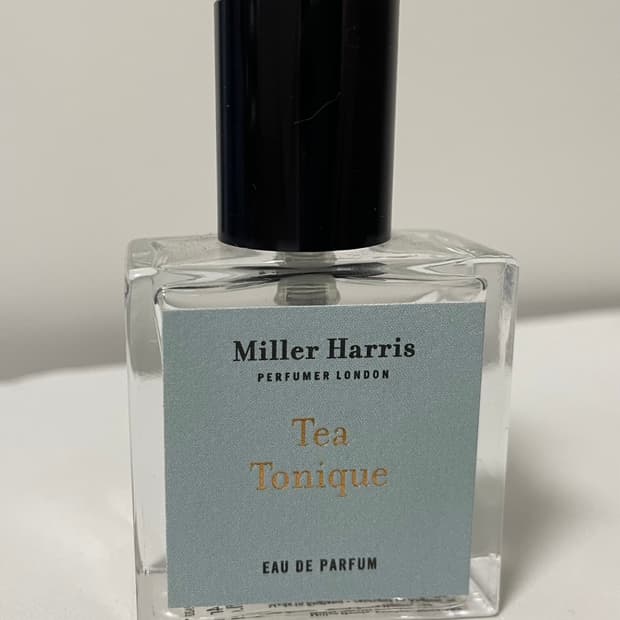 Miller Harris
PERFUMER LONDON
Tea
Tonique
EAU DE PARFUM